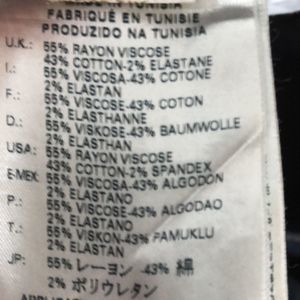 FABRIQUÉ EN TUNISIE
PRODUZIDO NA TUNISIA
U.K.: 55% RAYON VISCOSE
43% COTTON-2% ELASTANE
I.: 55% VISCOSA-43% COTONE
2% ELASTAN
F.: 55% VISCOSE-43% COTON
2% ELASTHANNE
D.: 55% VISKOSE-43% BAUMWOLLE
2% ELASTHAN
USA: 55% RAYON VISCOSE
43% COTTON-2% SPANDEX
E-MEX: 55% VISCOSA-43% ALGODÓN
2% ELASTANO
P.: 55% VISCOSE-43% ALGODAO
2% ELASTANO
T.: 55% VISKON-43% PAMUKLU
2% ELASTAN
JP: 55% レーヨン -43% 綿
2% ポリウレタン